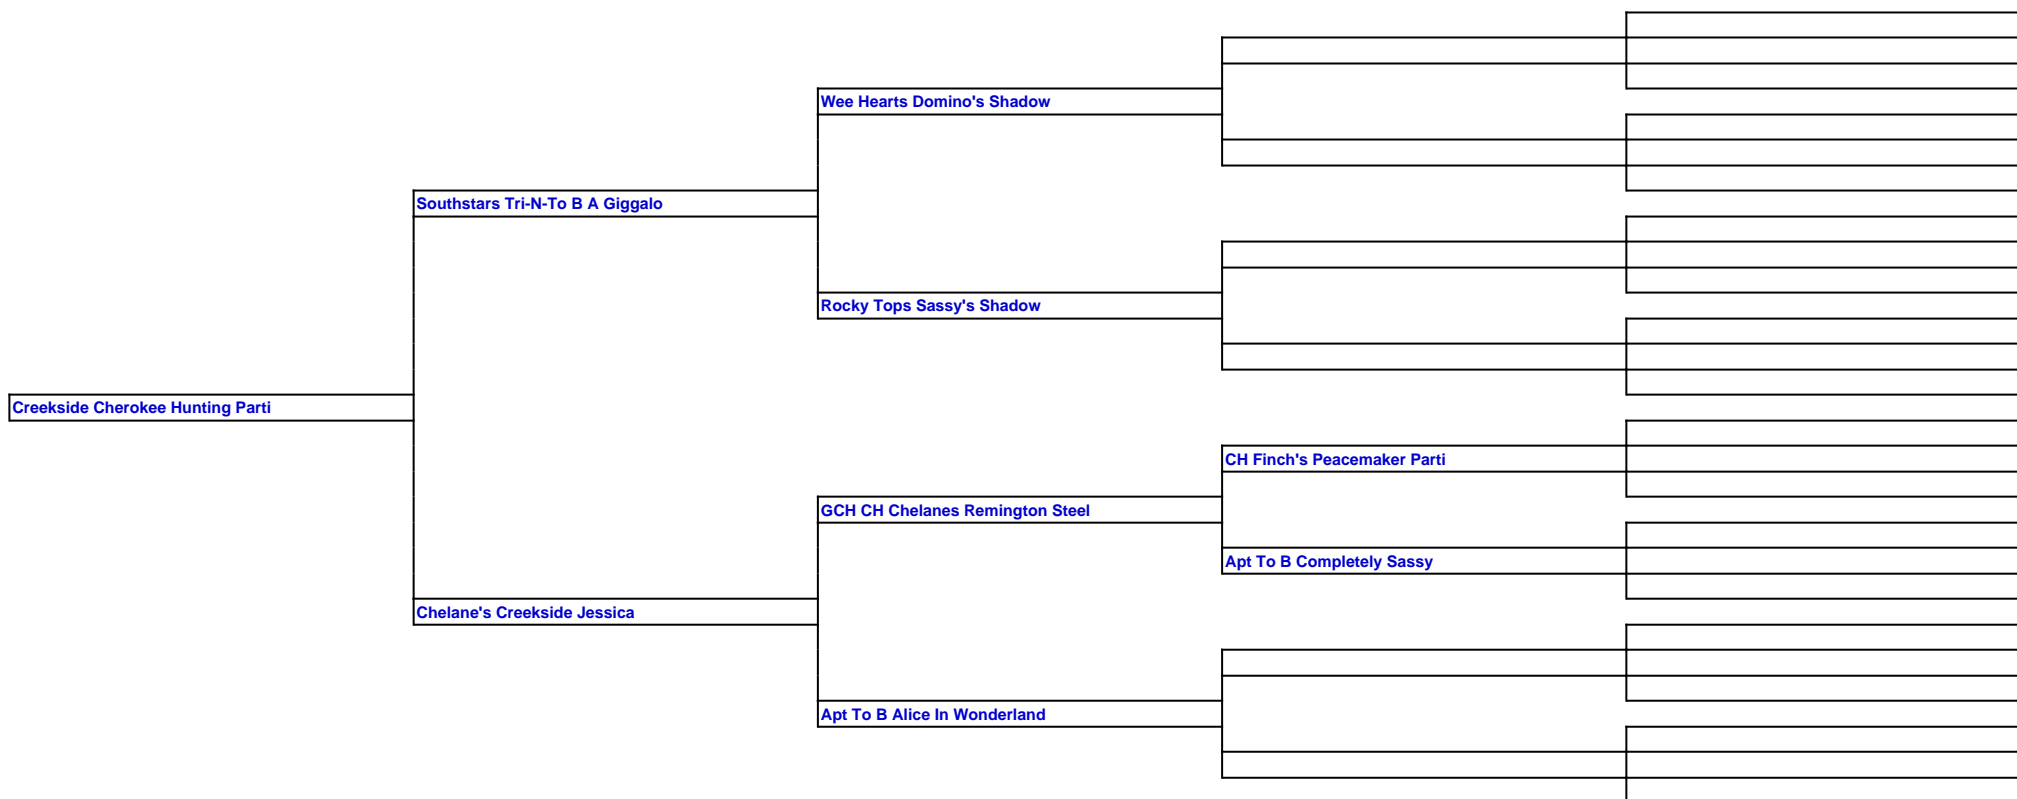 Wee Hearts Domino's Shadow
Southstars Tri-N-To B A Giggalo
Rocky Tops Sassy's Shadow
Creekside Cherokee Hunting Parti
CH Finch's Peacemaker Parti
GCH CH Chelanes Remington Steel
Apt To B Completely Sassy
Chelane's Creekside Jessica
Apt To B Alice In Wonderland